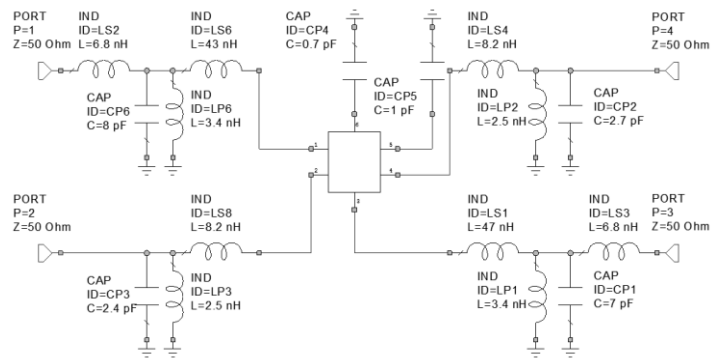 PORT
P=1
Z=50 Ohm
IND
ID=LS2
L=6.8 nH
IND
ID=LS6
L=43 nH
CAP
ID=CP4
C=0.7 pF
CAP
ID=CP5
C=1 pF
IND
ID=LS4
L=8.2 nH
PORT
P=4
Z=50 Ohm
CAP
ID=CP6
C=8 pF
IND
ID=LP6
L=3.4 nH
IND
ID=LP2
L=2.5 nH
CAP
ID=CP2
C=2.7 pF
6
1
5
2
4
3
PORT
P=2
Z=50 Ohm
IND
ID=LS8
L=8.2 nH
IND
ID=LS1
L=47 nH
IND
ID=LS3
L=6.8 nH
PORT
P=3
Z=50 Ohm
CAP
ID=CP3
C=2.4 pF
IND
ID=LP3
L=2.5 nH
IND
ID=LP1
L=3.4 nH
CAP
ID=CP1
C=7 pF